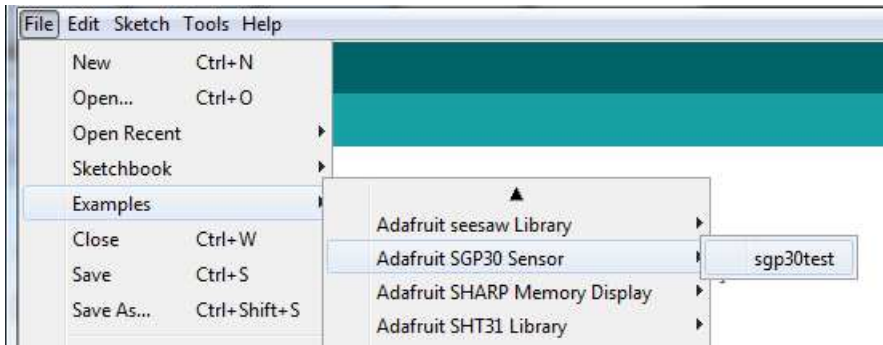 File Edit Sketch Tools Help
New Ctrl+N
Open... Ctrl+O
Open Recent
Sketchbook
Examples
Close Ctrl+W
Save Ctrl+S
Save As... Ctrl+Shift+S
Adafruit seesaw Library
Adafruit SGP30 Sensor
Adafruit SHARP Memory Display
Adafruit SHT31 Library
sgp30test